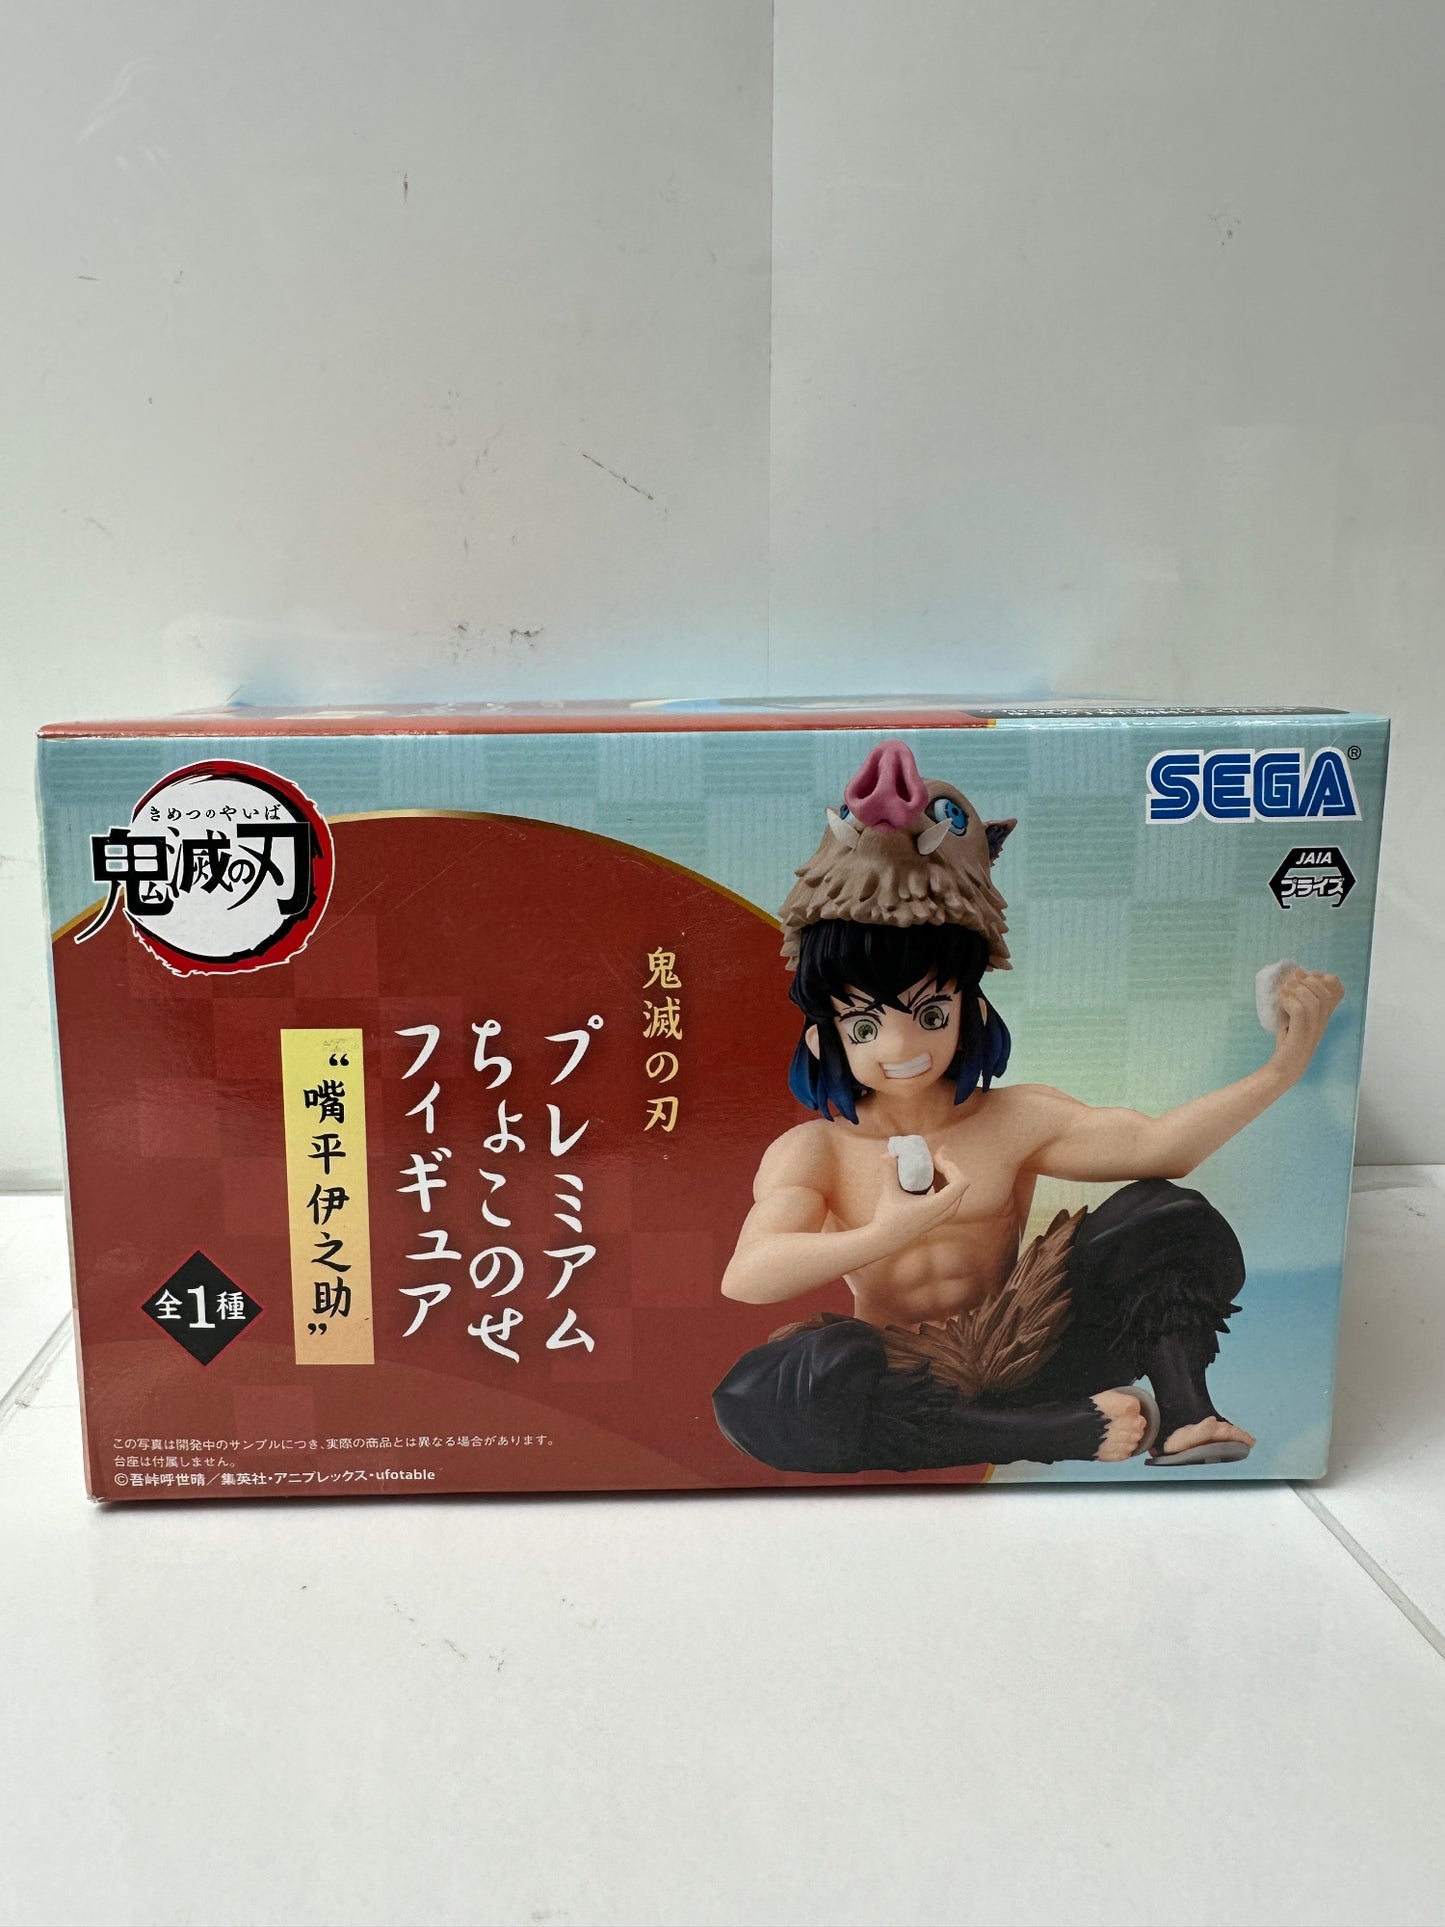 きめつのやいば
鬼滅の刃
SEGA®
JAIA
プライズ
鬼滅の刃
プレミアム
ちょこのせ
フィギュア
“嘴平伊之助”
全1種
この写真は開発中のサンプルにつき、実際の商品とは異なる場合があります。
台座は付属しません。
©吾峠呼世晴／集英社・アニプレックス・ufotable